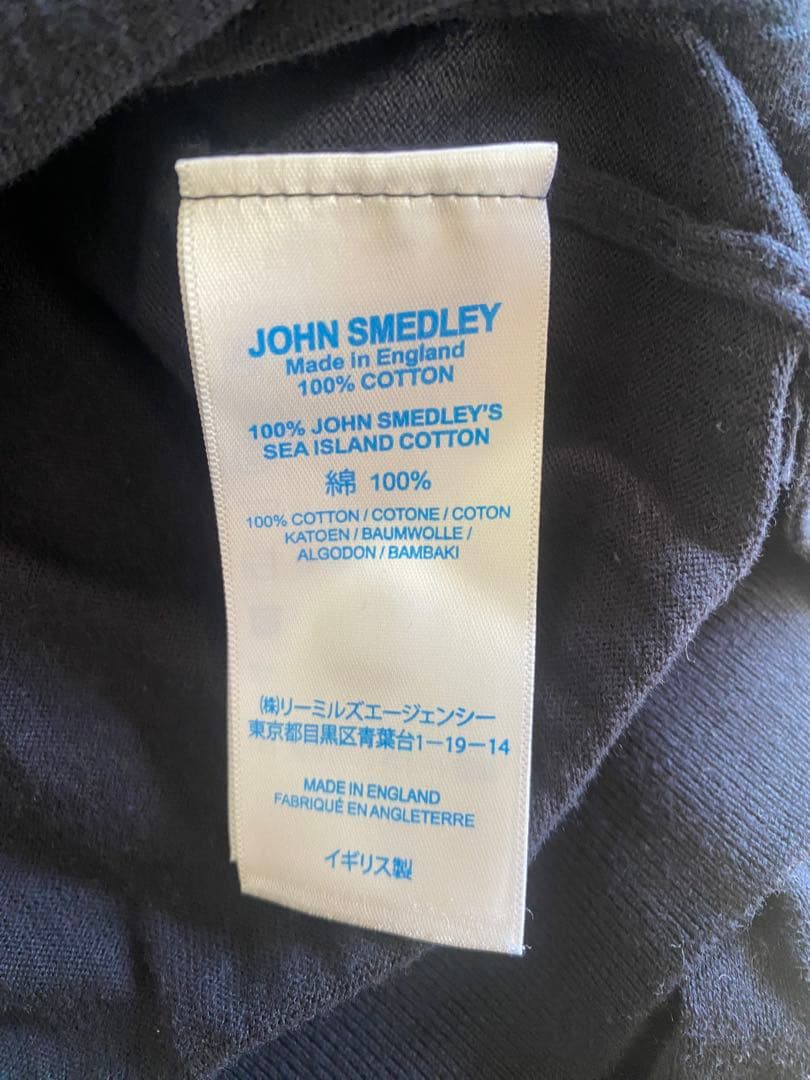 JOHN SMEDLEY
Made in England
100% COTTON
100% JOHN SMEDLEY'S
SEA ISLAND COTTON
綿 100%
100% COTTON / COTONE / COTON
KATOEN / BAUMWOLLE /
ALGODON / BAMBAKI
㈱リーミルズエージェンシー
東京都目黒区青葉台1-19-14
MADE IN ENGLAND
FABRIQUÉ EN ANGLETERRE
イギリス製